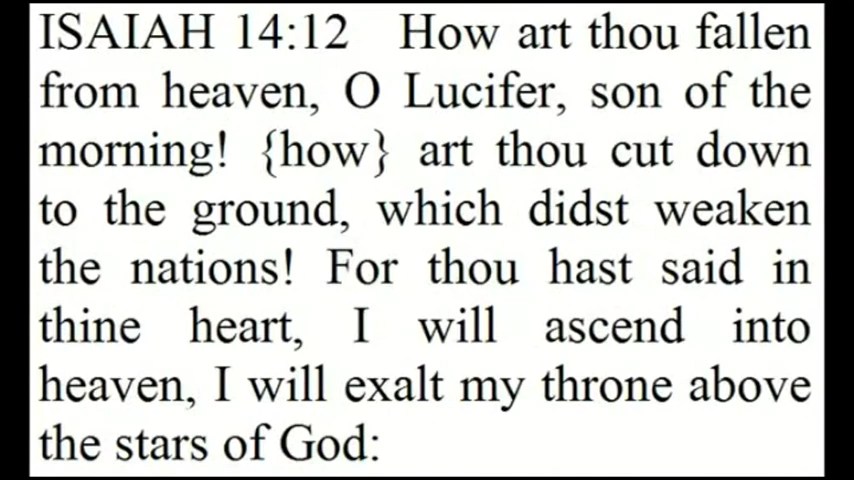 ISAIAH 14:12 How art thou fallen
from heaven, O Lucifer, son of the
morning! {how} art thou cut down
to the ground, which didst weaken
the nations! For thou hast said in
thine heart, I will ascend into
heaven, I will exalt my throne above
the stars of God: